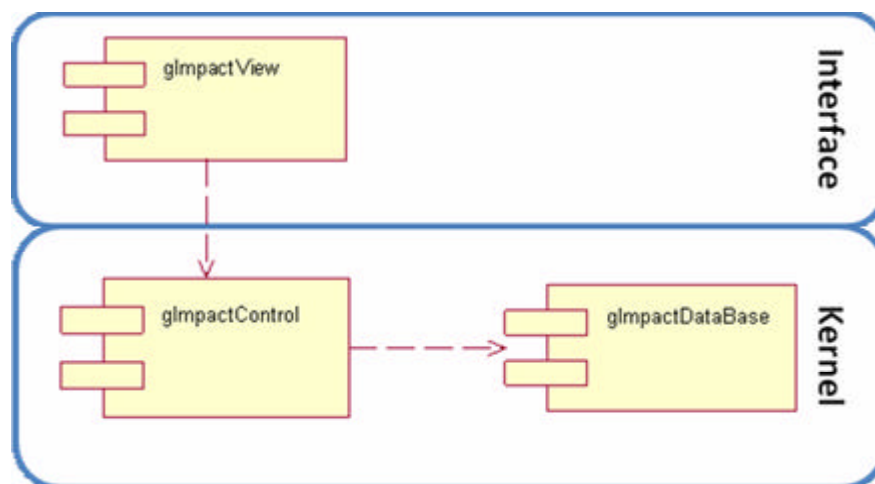 gImpactView
Interface
gImpactControl
gImpactDataBase
Kernel